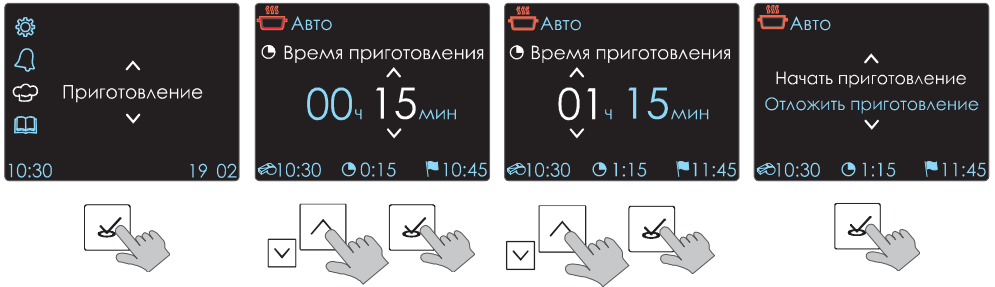 Приготовление
10:30 19 02
Авто
Время приготовления
00ч 15мин
10:30 0:15 10:45
Авто
Время приготовления
01ч 15мин
10:30 1:15 11:45
Авто
Начать приготовление
Отложить приготовление
10:30 1:15 11:45